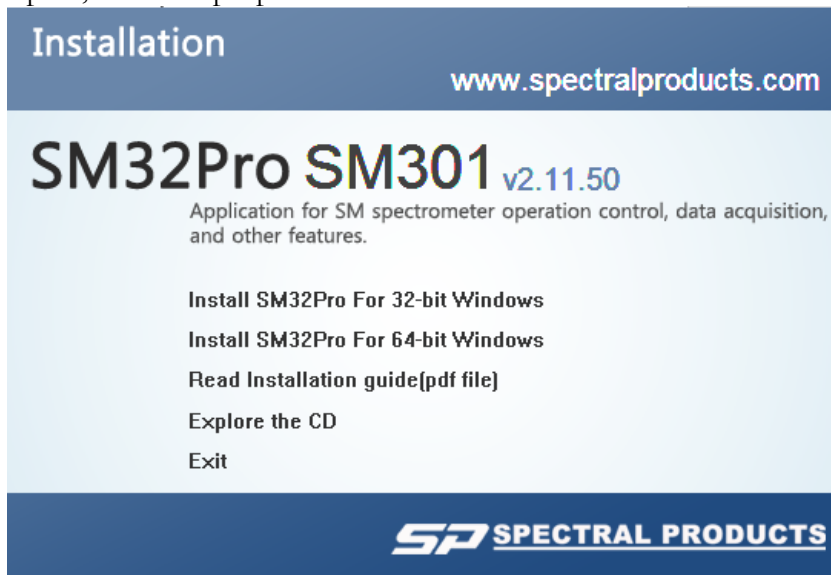 Installation
www.spectralproducts.com
SM32Pro SM301 v2.11.50
Application for SM spectrometer operation control, data acquisition,
and other features.
Install SM32Pro For 32-bit Windows
Install SM32Pro For 64-bit Windows
Read Installation guide(pdf file)
Explore the CD
Exit
SP SPECTRAL PRODUCTS